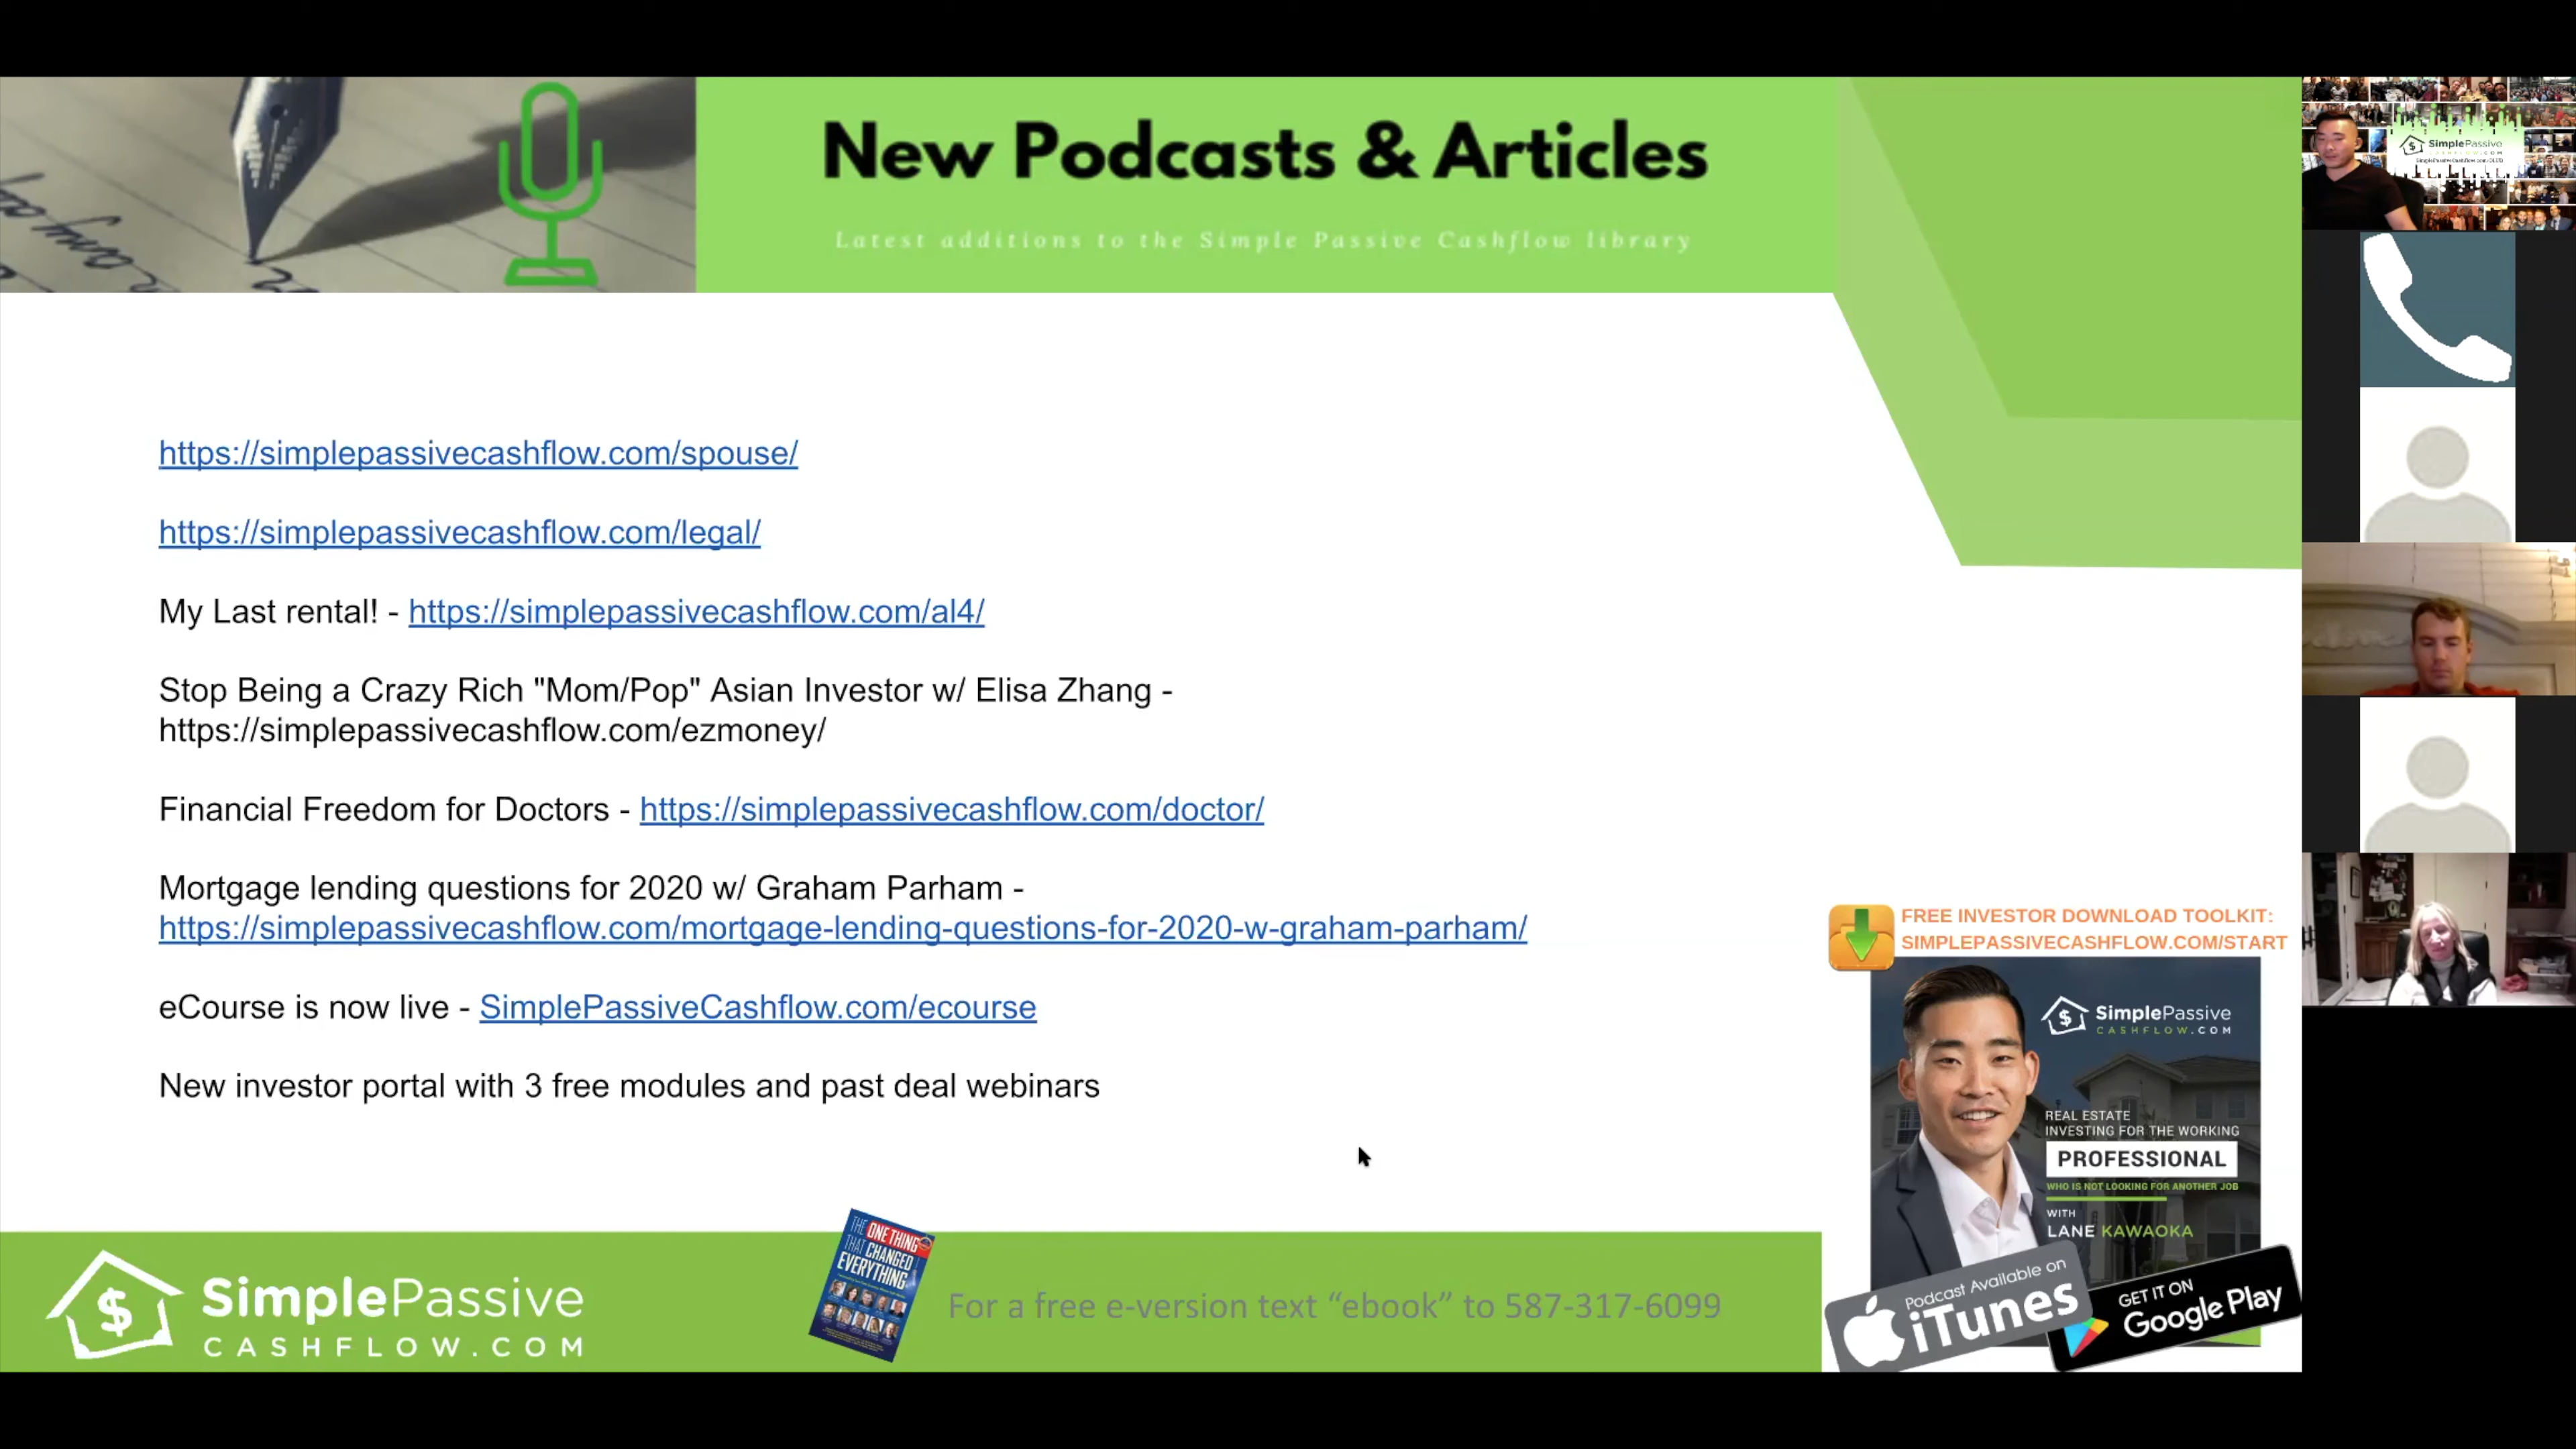 New Podcasts & Articles
Latest additions to the Simple Passive Cashflow library
https://simplepassivecashflow.com/spouse/
https://simplepassivecashflow.com/legal/
My Last rental! - https://simplepassivecashflow.com/al4/
Stop Being a Crazy Rich "Mom/Pop" Asian Investor w/ Elisa Zhang -
https://simplepassivecashflow.com/ezmoney/
Financial Freedom for Doctors - https://simplepassivecashflow.com/doctor/
Mortgage lending questions for 2020 w/ Graham Parham -
https://simplepassivecashflow.com/mortgage-lending-questions-for-2020-w-graham-parham/
eCourse is now live - SimplePassiveCashflow.com/ecourse
New investor portal with 3 free modules and past deal webinars
FREE INVESTOR DOWNLOAD TOOLKIT:
SIMPLEPASSIVECASHFLOW.COM/START
$ SimplePassive
CASHFLOW.COM
REAL ESTATE
INVESTING FOR THE WORKING
PROFESSIONAL
WHO IS NOT LOOKING FOR ANOTHER JOB
WITH
LANE KAWAOKA
Podcast Available on
iTunes
GET IT ON
Google Play
$ SimplePassive
CASHFLOW.COM
THE ONE THING
THAT CHANGED
EVERYTHING
For a free e-version text “ebook” to 587-317-6099
SimplePassive